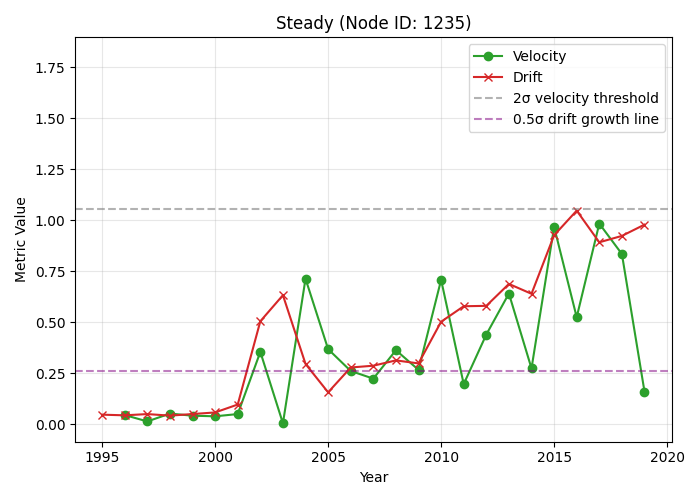 Steady (Node ID: 1235)
Velocity
Drift
2σ velocity threshold
0.5σ drift growth line
1.75
1.50
1.25
1.00
0.75
0.50
0.25
0.00
Metric Value
1995 2000 2005 2010 2015 2020
Year